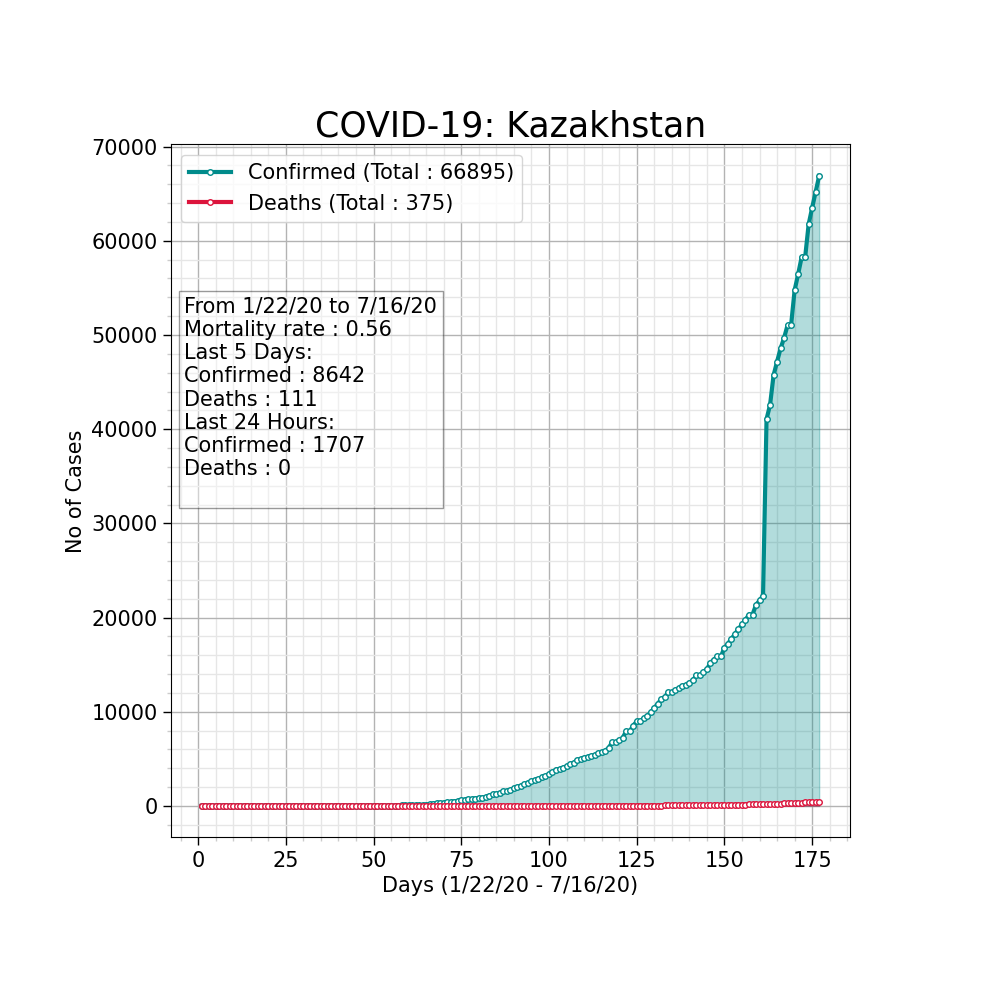 COVID-19: Kazakhstan
70000
60000
50000
40000
30000
20000
10000
0
No of Cases
Confirmed (Total : 66895)
Deaths (Total : 375)
From 1/22/20 to 7/16/20
Mortality rate : 0.56
Last 5 Days:
Confirmed : 8642
Deaths : 111
Last 24 Hours:
Confirmed : 1707
Deaths : 0
0 25 50 75 100 125 150 175
Days (1/22/20 - 7/16/20)